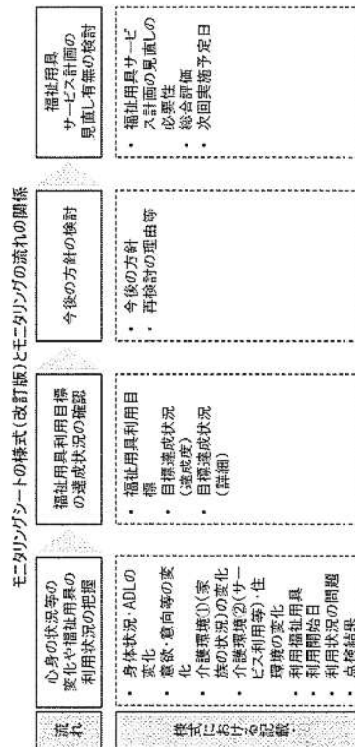 モニタリングシートの様式(改訂版)とモニタリングの流れの関係
流れ
心身の状況等の
変化や福祉用具の
利用状況の把握
福祉用具利用目標
の達成状況の確認
今後の方針の検討
福祉用具
サービス計画の
見直し有無の検討
様式における記載
・ 身体状況・ADLの
変化
・ 意欲・意向等の変
化
・ 介護環境①(家
族の状況)の変化
・ 介護環境②(サー
ビス利用等)・住
環境の変化
・ 利用福祉用具
・ 利用開始日
・ 利用状況の問題
・ 点検結果
・ 福祉用具利用目
標
・ 目標達成状況
(達成度)
・ 目標達成状況
(詳細)
・ 今後の方針
・ 再検討の理由等
・ 福祉用具サービ
ス計画の見直しの
必要性
・ 総合評価
・ 次回実施予定日